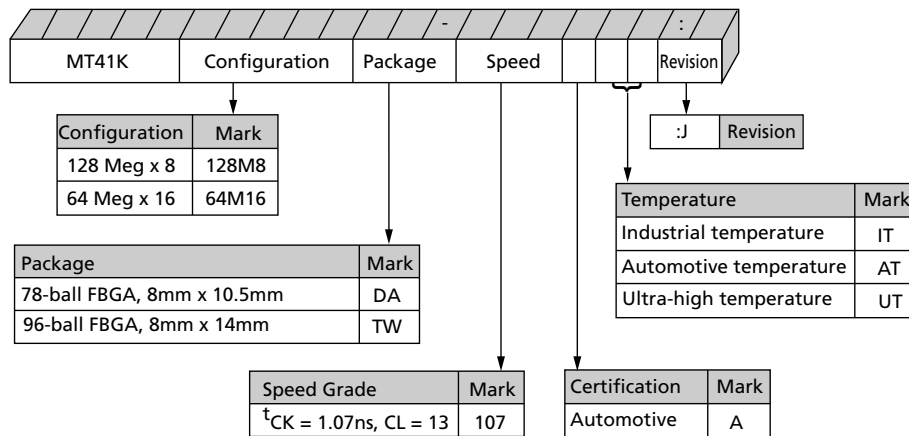 - :
MT41K Configuration Package Speed Revision
Configuration Mark
128 Meg x 8 128M8
64 Meg x 16 64M16
:J Revision
Temperature Mark
Industrial temperature IT
Automotive temperature AT
Ultra-high temperature UT
Package Mark
78-ball FBGA, 8mm x 10.5mm DA
96-ball FBGA, 8mm x 14mm TW
Speed Grade Mark
tCK = 1.07ns, CL = 13 107
Certification Mark
Automotive A